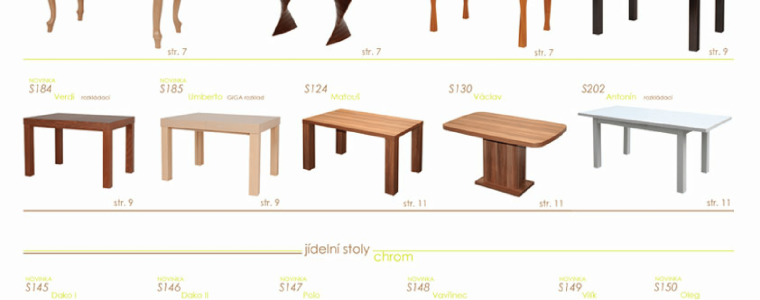 str. 7
str. 7
str. 7
str. 9
NOVINKA NOVINKA
S184 S185 S124 S130 S202
Verdi rozkládací Umberto GIGA rozklad Matouš Václav Antonín rozkládací
str. 9 str. 9 str. 11 str. 11 str. 11
jídelní stoly
chrom
NOVINKA NOVINKA NOVINKA NOVINKA NOVINKA NOVINKA
S145 S146 S147 S148 S149 S150
Dako I Dako II Polo Vavřinec Vilik Oleg